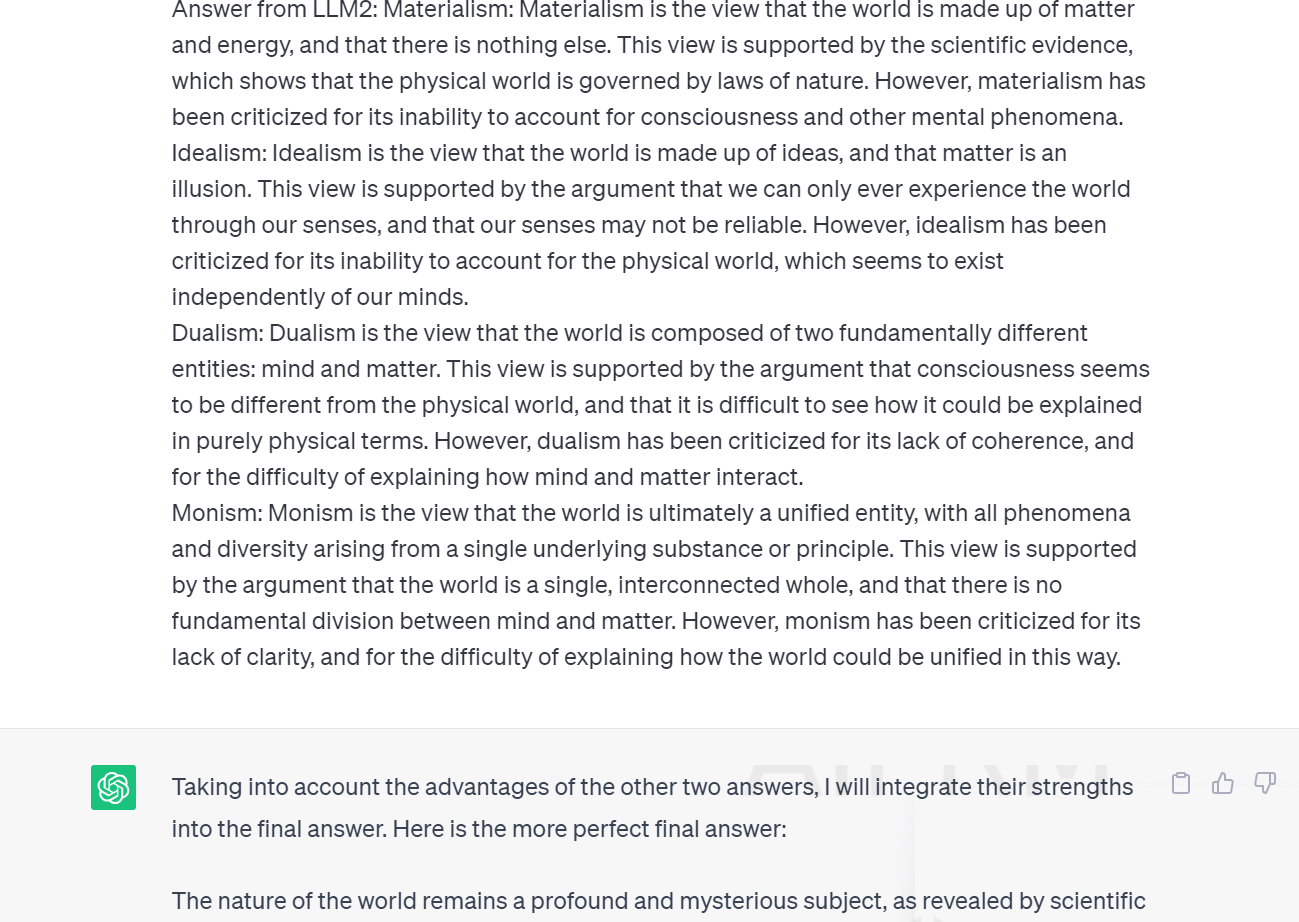 Answer from LLM2: Materialism: Materialism is the view that the world is made up of matter
and energy, and that there is nothing else. This view is supported by the scientific evidence,
which shows that the physical world is governed by laws of nature. However, materialism has
been criticized for its inability to account for consciousness and other mental phenomena.
Idealism: Idealism is the view that the world is made up of ideas, and that matter is an
illusion. This view is supported by the argument that we can only ever experience the world
through our senses, and that our senses may not be reliable. However, idealism has been
criticized for its inability to account for the physical world, which seems to exist
independently of our minds.
Dualism: Dualism is the view that the world is composed of two fundamentally different
entities: mind and matter. This view is supported by the argument that consciousness seems
to be different from the physical world, and that it is difficult to see how it could be explained
in purely physical terms. However, dualism has been criticized for its lack of coherence, and
for the difficulty of explaining how mind and matter interact.
Monism: Monism is the view that the world is ultimately a unified entity, with all phenomena
and diversity arising from a single underlying substance or principle. This view is supported
by the argument that the world is a single, interconnected whole, and that there is no
fundamental division between mind and matter. However, monism has been criticized for its
lack of clarity, and for the difficulty of explaining how the world could be unified in this way.
Taking into account the advantages of the other two answers, I will integrate their strengths
into the final answer. Here is the more perfect final answer:
The nature of the world remains a profound and mysterious subject, as revealed by scientific